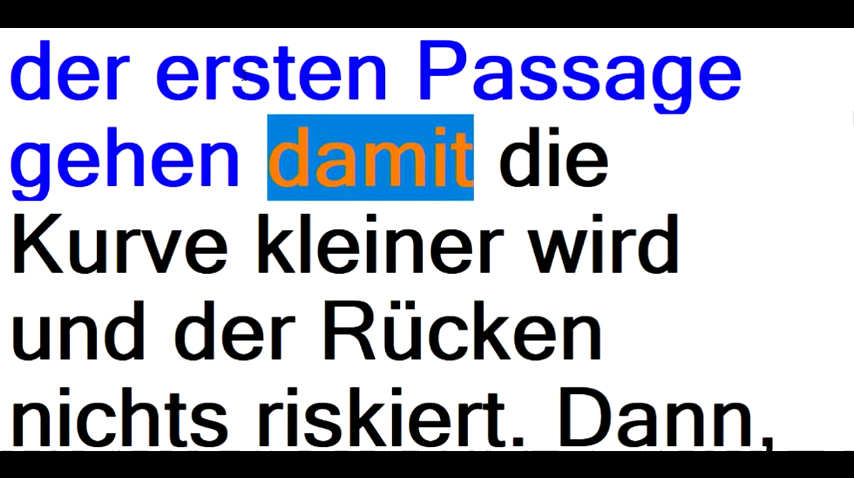 der ersten Passage
gehen damit die
Kurve kleiner wird
und der Rücken
nichts riskiert. Dann,